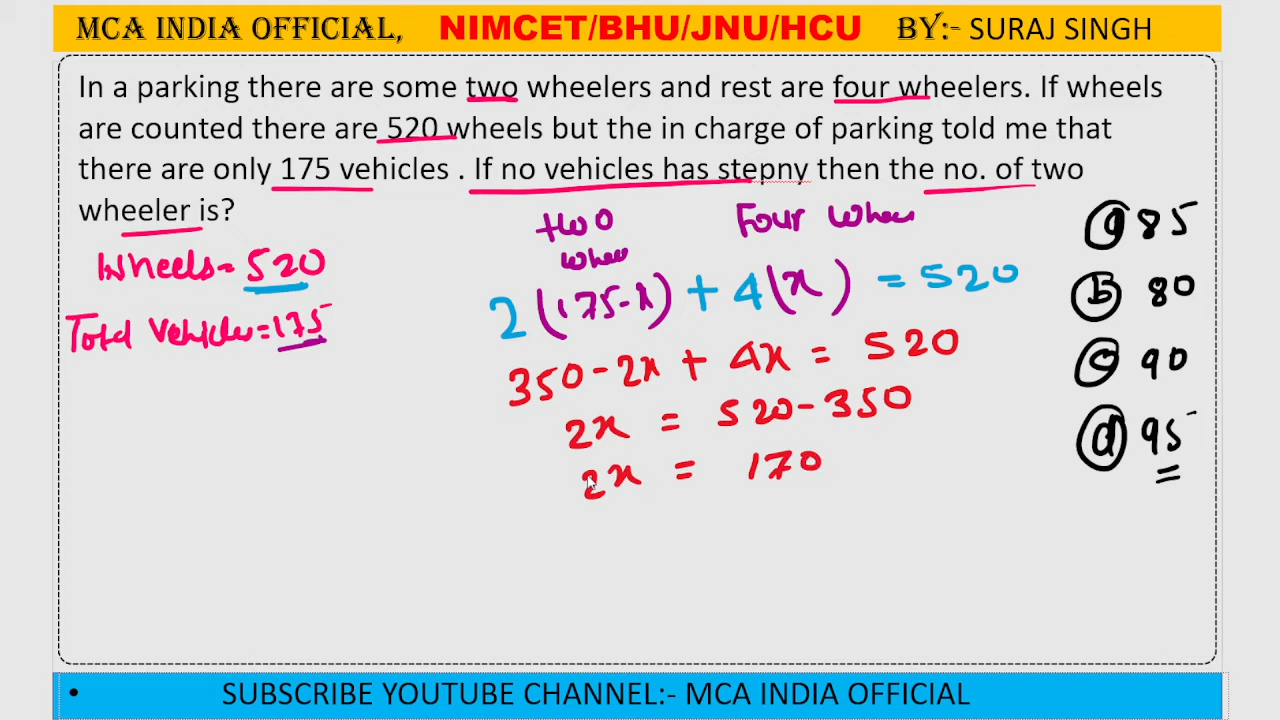 MCA INDIA OFFICIAL, NIMCET/BHU/JNU/HCU BY:- SURAJ SINGH
In a parking there are some two wheelers and rest are four wheelers. If wheels
are counted there are 520 wheels but the in charge of parking told me that
there are only 175 vehicles . If no vehicles has stepny then the no. of two
wheeler is?
Wheels = 520
Total Vehicles = 175
two
wheel
Four wheel
2(175-x) + 4(x) = 520
350-2x + 4x = 520
2x = 520-350
2x = 170
(a) 85
(b) 80
(c) 90
(d) 95
• SUBSCRIBE YOUTUBE CHANNEL:- MCA INDIA OFFICIAL